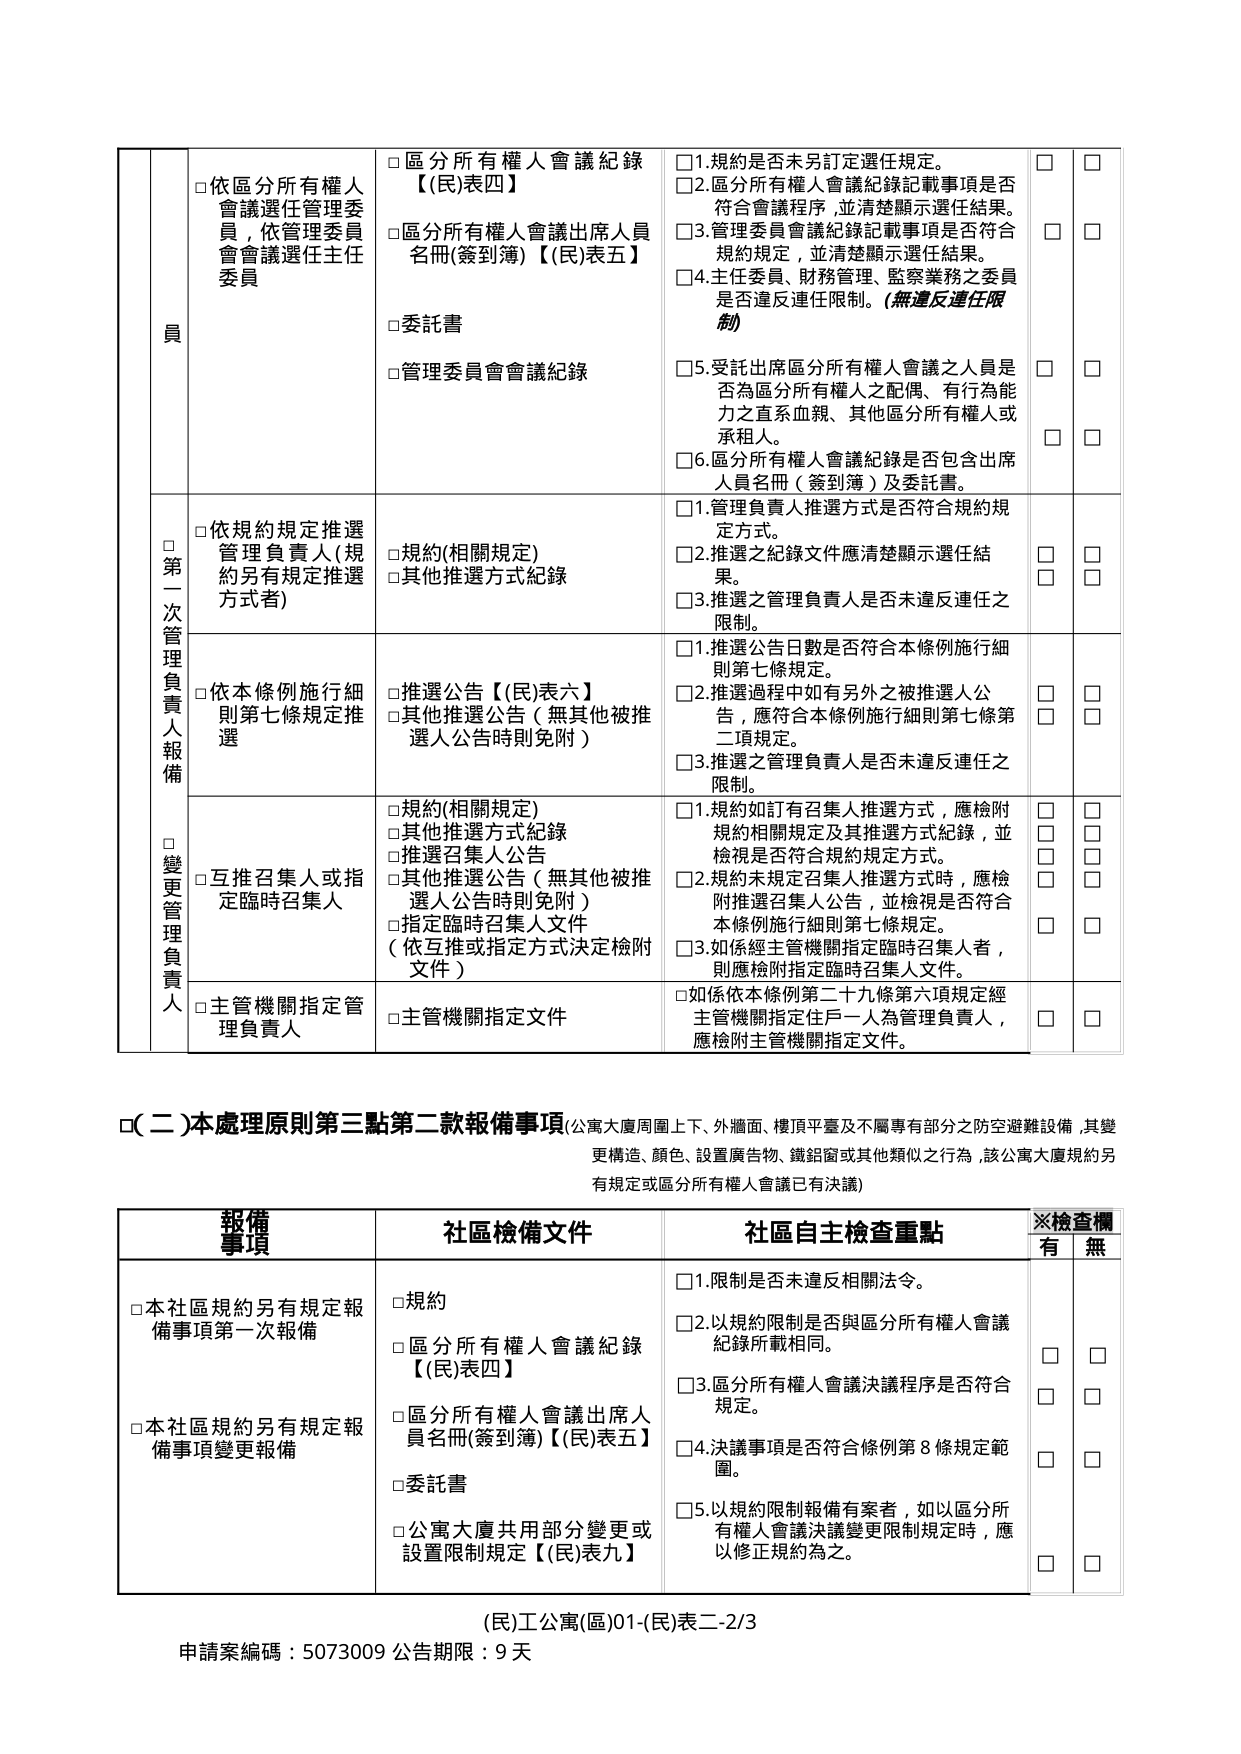 員
□依區分所有權人
會議選任管理委
員，依管理委員
會會議選任主任
委員
□區分所有權人會議紀錄
【(民)表四】
□區分所有權人會議出席人員
名冊(簽到簿)【(民)表五】
□委託書
□管理委員會會議紀錄
□1.規約是否未另訂定選任規定。
□2.區分所有權人會議紀錄記載事項是否
符合會議程序，並清楚顯示選任結果。
□3.管理委員會議紀錄記載事項是否符合
規約規定，並清楚顯示選任結果。
□4.主任委員、財務管理、監察業務之委員
是否違反連任限制。(無違反連任限
制)
□5.受託出席區分所有權人會議之人員是
否為區分所有權人之配偶、有行為能
力之直系血親、其他區分所有權人或
承租人。
□6.區分所有權人會議紀錄是否包含出席
人員名冊（簽到簿）及委託書。
□ □
□ □
□ □
□ □
□第一次管理負責人報備
□變更管理負責人
□依規約規定推選
管理負責人(規
約另有規定推選
方式者)
□規約(相關規定)
□其他推選方式紀錄
□1.管理負責人推選方式是否符合規約規
定方式。
□2.推選之紀錄文件應清楚顯示選任結
果。
□3.推選之管理負責人是否未違反連任之
限制。
□ □
□ □
□依本條例施行細
則第七條規定推
選
□推選公告【(民)表六】
□其他推選公告（無其他被推
選人公告時則免附）
□1.推選公告日數是否符合本條例施行細
則第七條規定。
□2.推選過程中如有另外之被推選人公
告，應符合本條例施行細則第七條第
二項規定。
□3.推選之管理負責人是否未違反連任之
限制。
□ □
□ □
□互推召集人或指
定臨時召集人
□規約(相關規定)
□其他推選方式紀錄
□推選召集人公告
□其他推選公告（無其他被推
選人公告時則免附）
□指定臨時召集人文件
（依互推或指定方式決定檢附
文件）
□1.規約如訂有召集人推選方式，應檢附
規約相關規定及其推選方式紀錄，並
檢視是否符合規約規定方式。
□2.規約未規定召集人推選方式時，應檢
附推選召集人公告，並檢視是否符合
本條例施行細則第七條規定。
□3.如係經主管機關指定臨時召集人者，
則應檢附指定臨時召集人文件。
□ □
□ □
□ □
□ □
□ □
□主管機關指定管
理負責人
□主管機關指定文件
□如係依本條例第二十九條第六項規定經
主管機關指定住戶一人為管理負責人，
應檢附主管機關指定文件。
□ □
□(二)本處理原則第三點第二款報備事項(公寓大廈周圍上下、外牆面、樓頂平臺及不屬專有部分之防空避難設備，其變
更構造、顏色、設置廣告物、鐵鋁窗或其他類似之行為，該公寓大廈規約另
有規定或區分所有權人會議已有決議)
報備
事項
社區檢備文件
社區自主檢查重點
※檢查欄
有 無
□本社區規約另有規定報
備事項第一次報備
□本社區規約另有規定報
備事項變更報備
□規約
□區分所有權人會議紀錄
【(民)表四】
□區分所有權人會議出席人
員名冊(簽到簿)【(民)表五】
□委託書
□公寓大廈共用部分變更或
設置限制規定【(民)表九】
□1.限制是否未違反相關法令。
□2.以規約限制是否與區分所有權人會議
紀錄所載相同。
□3.區分所有權人會議決議程序是否符合
規定。
□4.決議事項是否符合條例第8條規定範
圍。
□5.以規約限制報備有案者，如以區分所
有權人會議決議變更限制規定時，應
以修正規約為之。
□ □
□ □
□ □
□ □
(民)工公寓(區)01-(民)表二-2/3
申請案編碼：5073009 公告期限：9 天